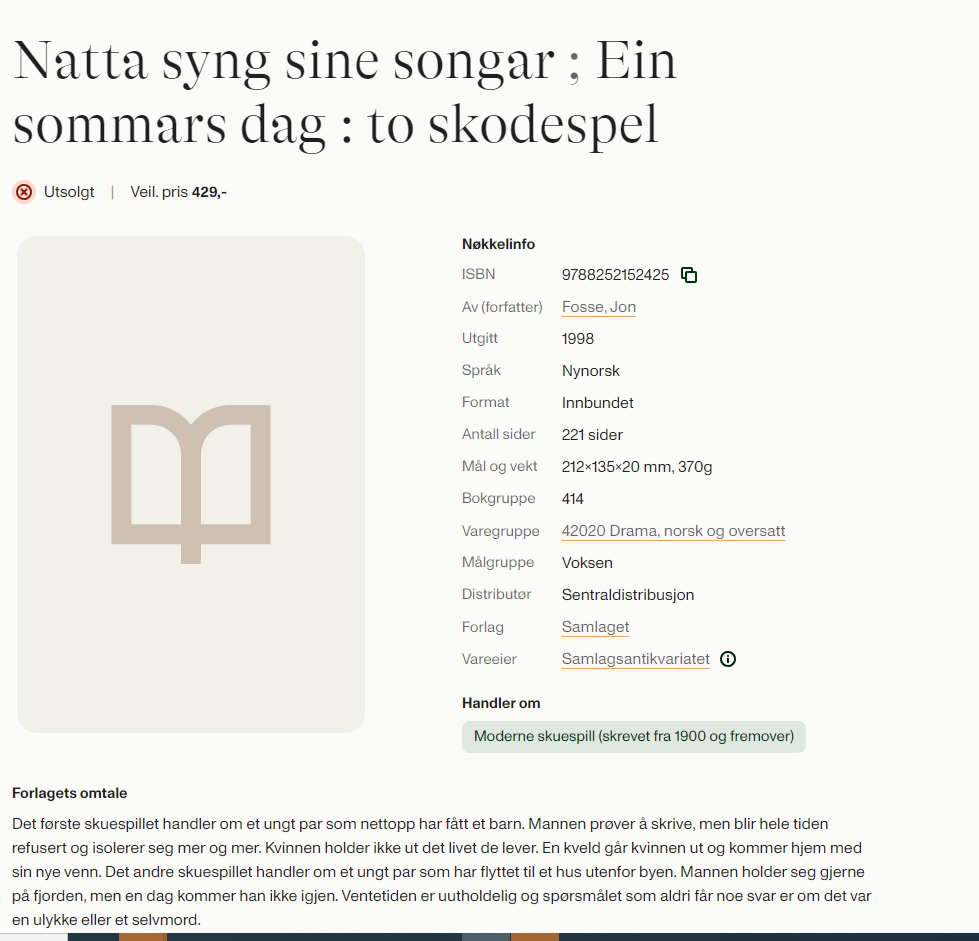 Natta syng sine songar ; Ein
sommars dag : to skodespel
Utsolgt | Veil. pris 429,-
Nøkkelinfo
ISBN 9788252152425
Av (forfatter) Fosse, Jon
Utgitt 1998
Språk Nynorsk
Format Innbundet
Antall sider 221 sider
Mål og vekt 212×135×20 mm, 370g
Bokgruppe 414
Varegruppe 42020 Drama, norsk og oversatt
Målgruppe Voksen
Distributør Sentraldistribusjon
Forlag Samlaget
Vareeier Samlagsantikvariatet
Handler om
Moderne skuespill (skrevet fra 1900 og fremover)
Forlagets omtale
Det første skuespillet handler om et ungt par som nettopp har fått et barn. Mannen prøver å skrive, men blir hele tiden
refusert og isolerer seg mer og mer. Kvinnen holder ikke ut det livet de lever. En kveld går kvinnen ut og kommer hjem med
sin nye venn. Det andre skuespillet handler om et ungt par som har flyttet til et hus utenfor byen. Mannen holder seg gjerne
på fjorden, men en dag kommer han ikke igjen. Ventetiden er uutholdelig og spørsmålet som aldri får noe svar er om det var
en ulykke eller et selvmord.